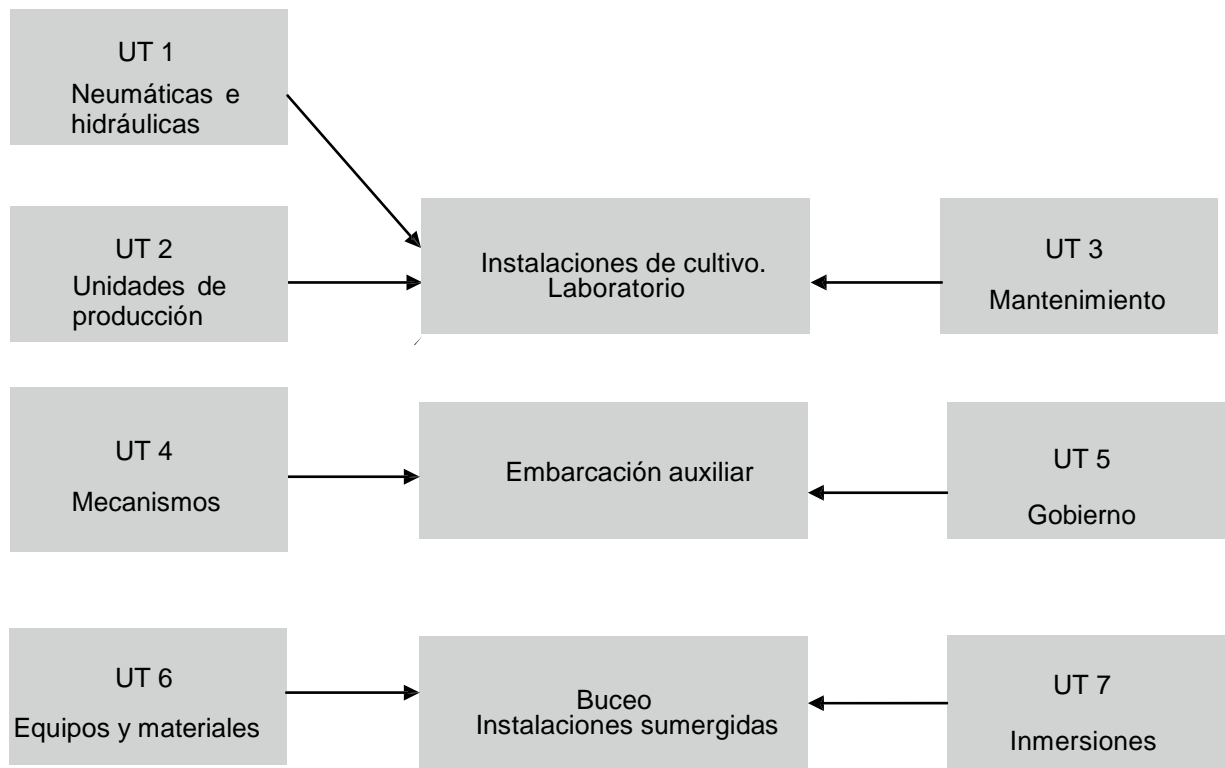 UT 1
Neumáticas e
hidráulicas
UT 2
Unidades de
producción
Instalaciones de cultivo.
Laboratorio
UT 3
Mantenimiento
UT 4
Mecanismos
Embarcación auxiliar
UT 5
Gobierno
UT 6
Equipos y materiales
Buceo
Instalaciones sumergidas
UT 7
Inmersiones